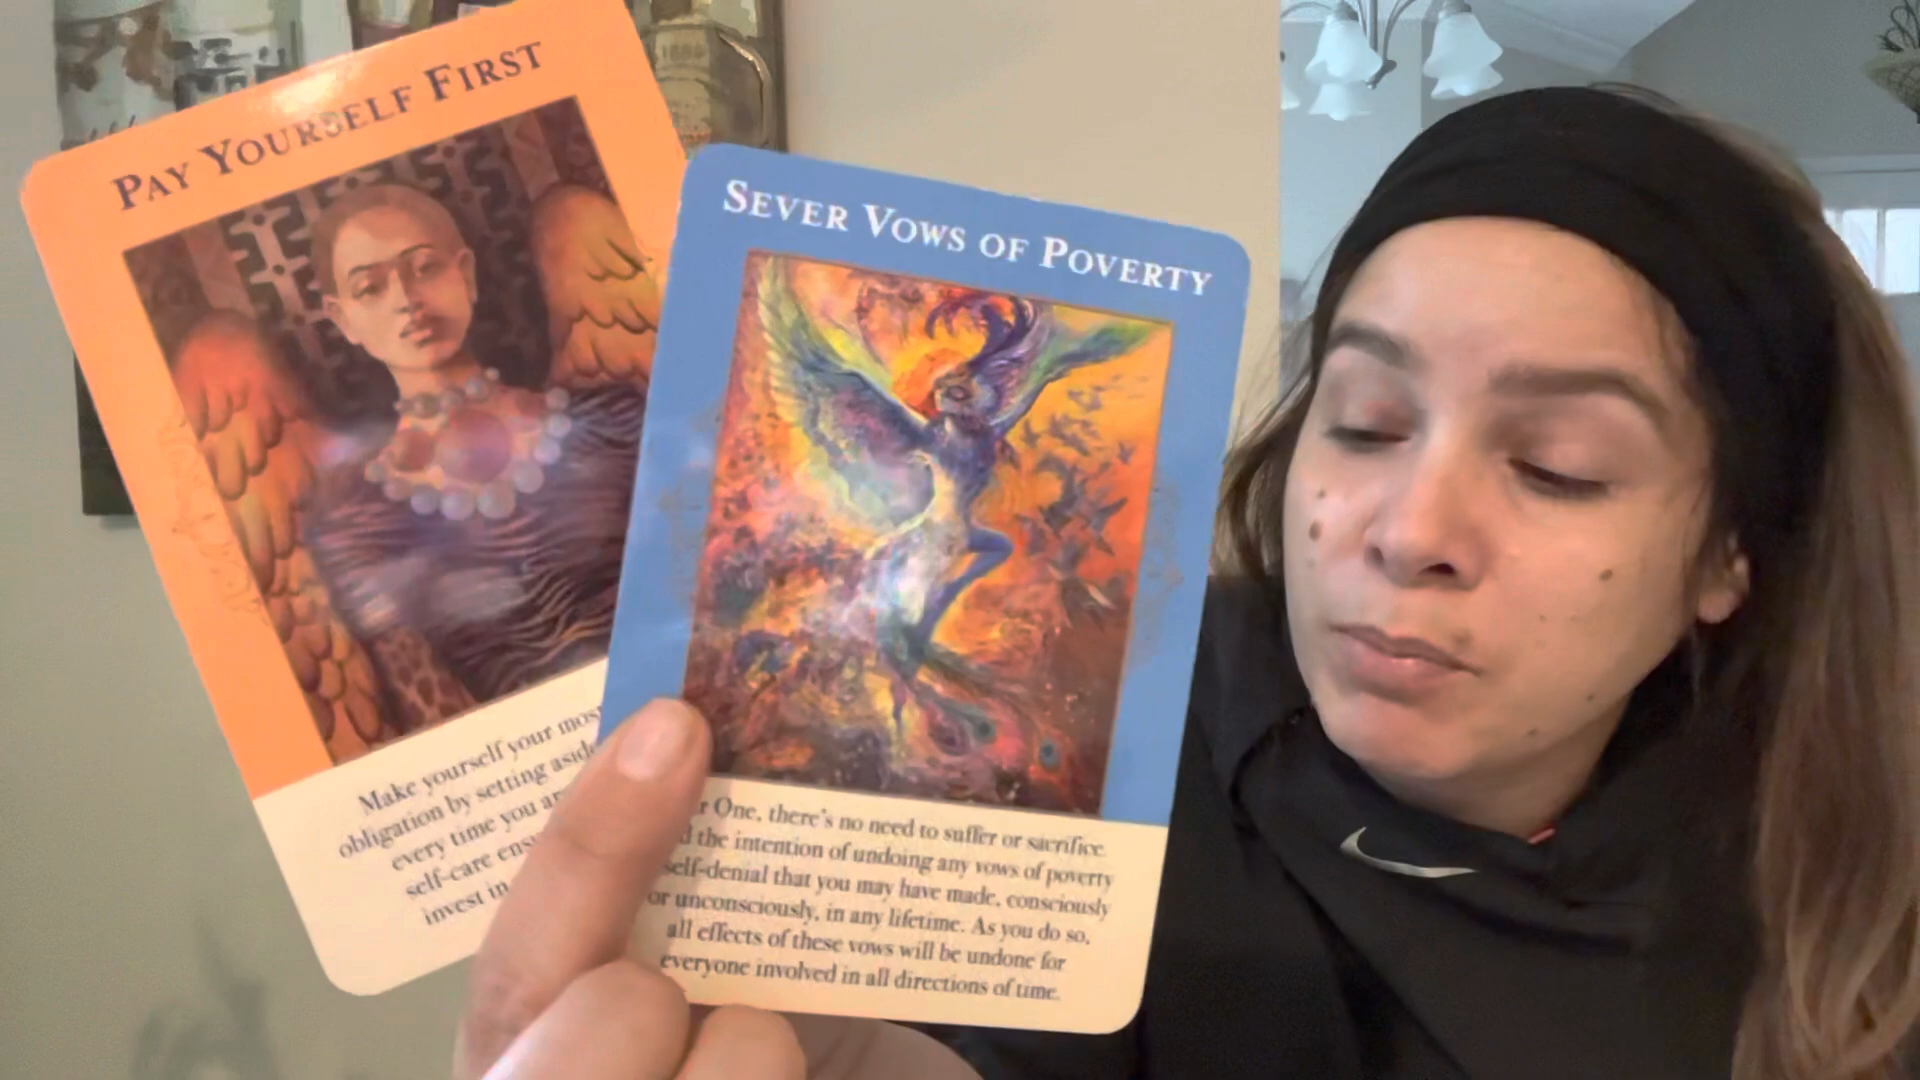 PAY YOURSELF FIRST
Make yourself your most
obligation by setting aside
every time you are
self-care ens
invest in
SEVER VOWS OF POVERTY
r One, there's no need to suffer or sacrifice.
the intention of undoing any vows of poverty
self-denial that you may have made, consciously
or unconsciously, in any lifetime. As you do so,
all effects of these vows will be undone for
everyone involved in all directions of time.